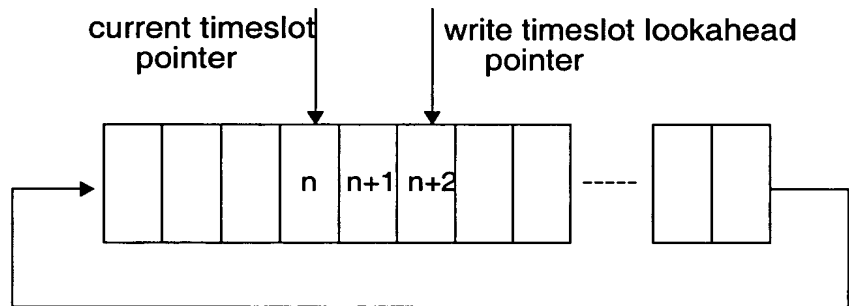 current timeslot
pointer
write timeslot lookahead
pointer
n n+1 n+2